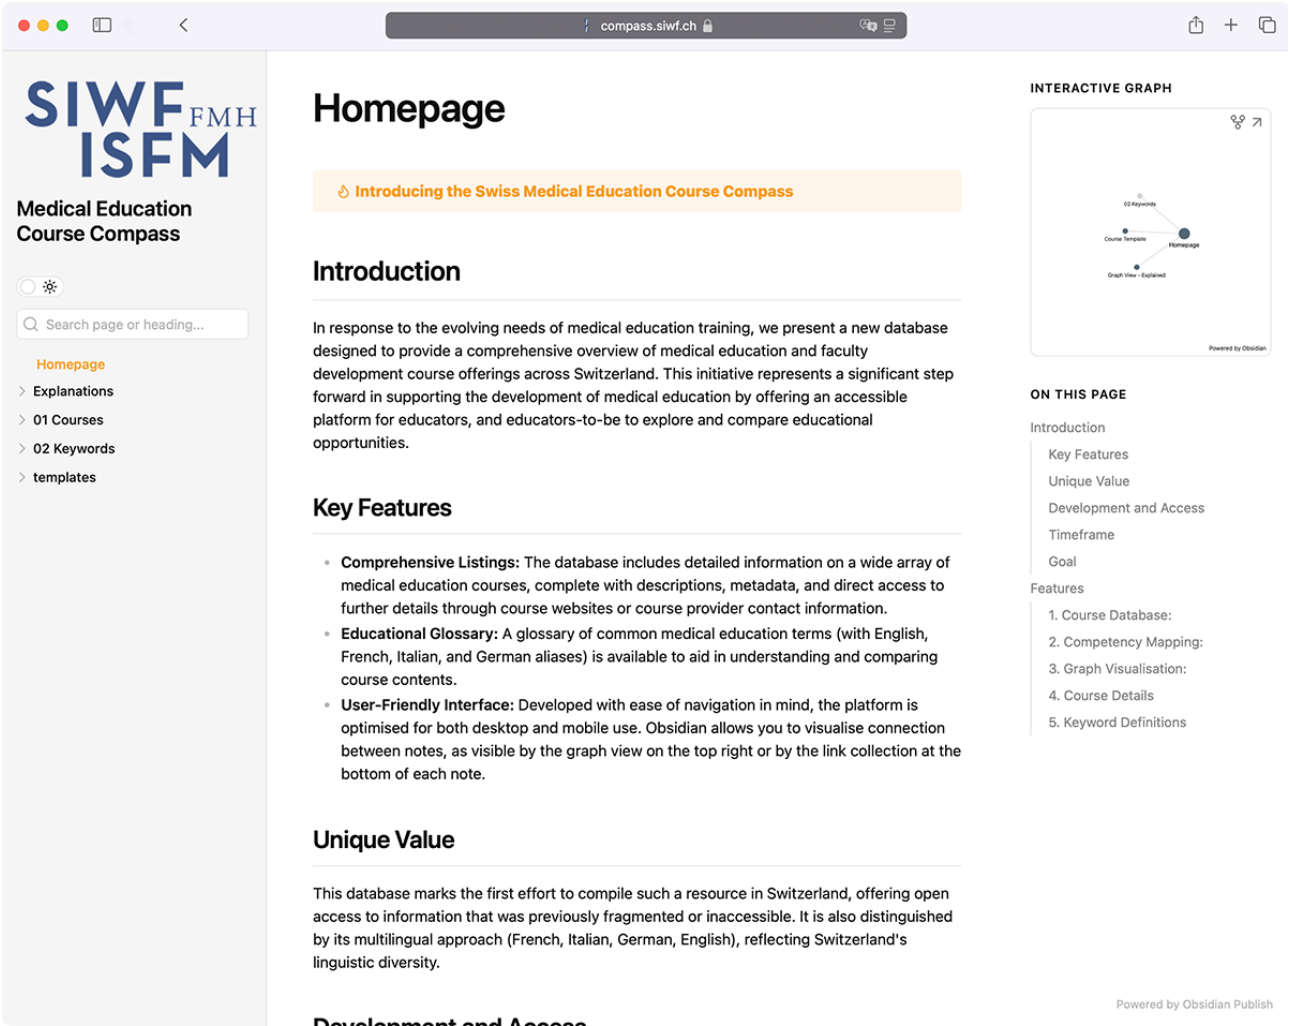 compass.siwf.ch
SIWF FMH
ISFM
Medical Education
Course Compass
Search page or heading...
Homepage
Explanations
01 Courses
02 Keywords
templates
Homepage
Introducing the Swiss Medical Education Course Compass
Introduction
In response to the evolving needs of medical education training, we present a new database
designed to provide a comprehensive overview of medical education and faculty
development course offerings across Switzerland. This initiative represents a significant step
forward in supporting the development of medical education by offering an accessible
platform for educators, and educators-to-be to explore and compare educational
opportunities.
Key Features
Comprehensive Listings: The database includes detailed information on a wide array of
medical education courses, complete with descriptions, metadata, and direct access to
further details through course websites or course provider contact information.
Educational Glossary: A glossary of common medical education terms (with English,
French, Italian, and German aliases) is available to aid in understanding and comparing
course contents.
User-Friendly Interface: Developed with ease of navigation in mind, the platform is
optimised for both desktop and mobile use. Obsidian allows you to visualise connection
between notes, as visible by the graph view on the top right or by the link collection at the
bottom of each note.
Unique Value
This database marks the first effort to compile such a resource in Switzerland, offering open
access to information that was previously fragmented or inaccessible. It is also distinguished
by its multilingual approach (French, Italian, German, English), reflecting Switzerland's
linguistic diversity.
Development and Access
INTERACTIVE GRAPH
02 Keywords
Course Template
Homepage
Graph View - Explained
Powered by Obsidian
ON THIS PAGE
Introduction
Key Features
Unique Value
Development and Access
Timeframe
Goal
Features
1. Course Database:
2. Competency Mapping:
3. Graph Visualisation:
4. Course Details
5. Keyword Definitions
Powered by Obsidian Publish